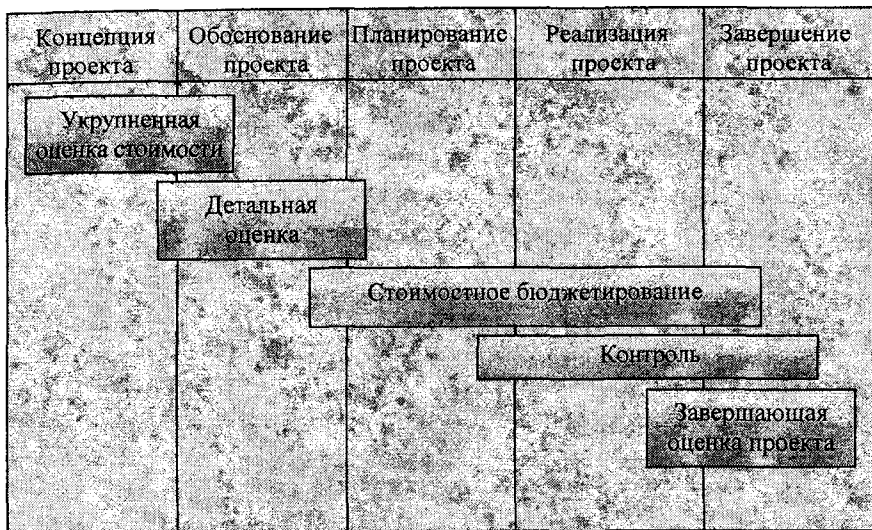 Концепция проекта
Обоснование проекта
Планирование проекта
Реализация проекта
Завершение проекта
Укрупненная
оценка стоимости
Детальная
оценка
Стоимостное бюджетирование
Контроль
Завершающая
оценка проекта